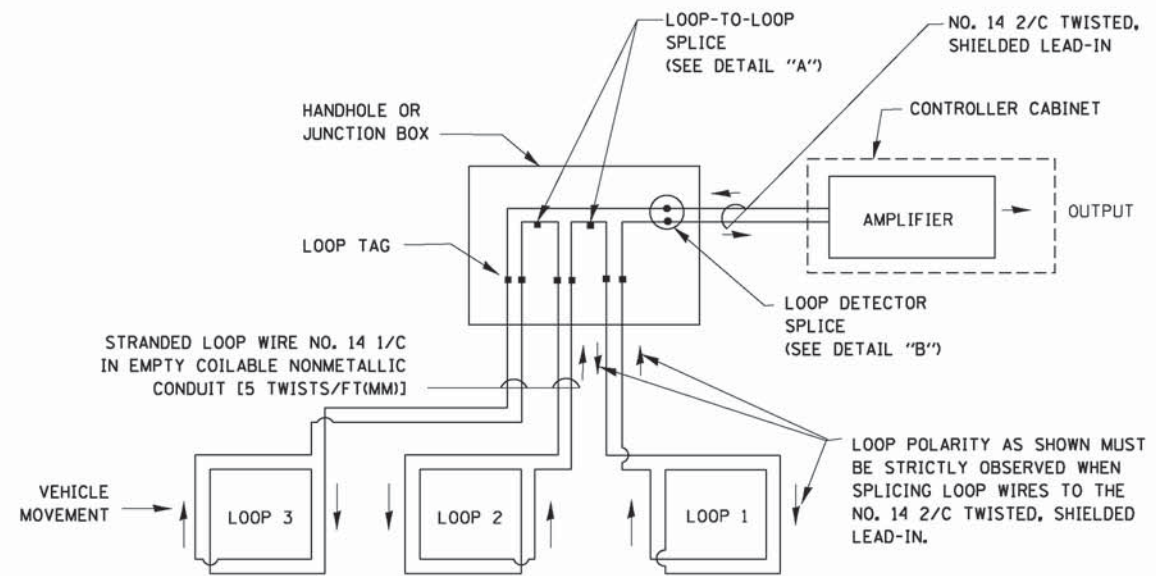 LOOP-TO-LOOP
SPLICE
(SEE DETAIL "A")
NO. 14 2/C TWISTED,
SHIELDED LEAD-IN
HANDHOLE OR
JUNCTION BOX
CONTROLLER CABINET
AMPLIFIER
OUTPUT
LOOP TAG
LOOP DETECTOR
SPLICE
(SEE DETAIL "B")
STRANDED LOOP WIRE NO. 14 1/C
IN EMPTY COILABLE NONMETALLIC
CONDUIT [5 TWISTS/FT(MM)]
LOOP POLARITY AS SHOWN MUST
BE STRICTLY OBSERVED WHEN
SPLICING LOOP WIRES TO THE
NO. 14 2/C TWISTED, SHIELDED
LEAD-IN.
VEHICLE
MOVEMENT
LOOP 3
LOOP 2
LOOP 1